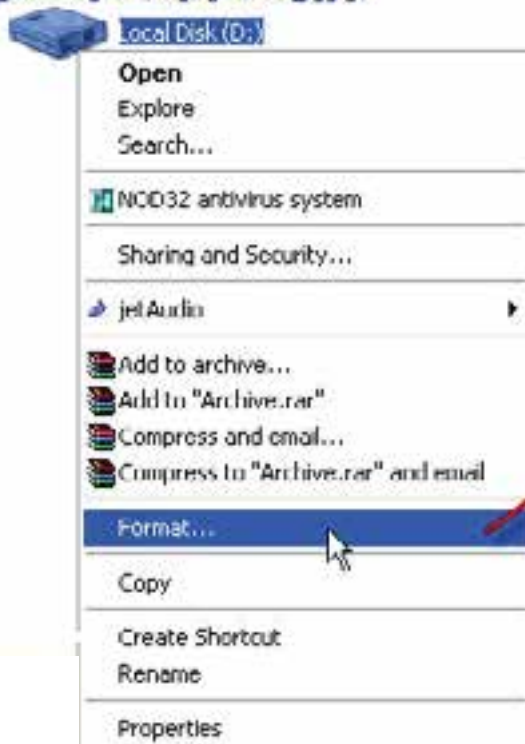 Local Disk (D:)
Open
Explore
Search...
NOD32 antivirus system
Sharing and Security...
jetAudio
Add to archive...
Add to "Archive.rar"
Compress and email...
Compress to "Archive.rar" and email
Format...
Copy
Create Shortcut
Rename
Properties